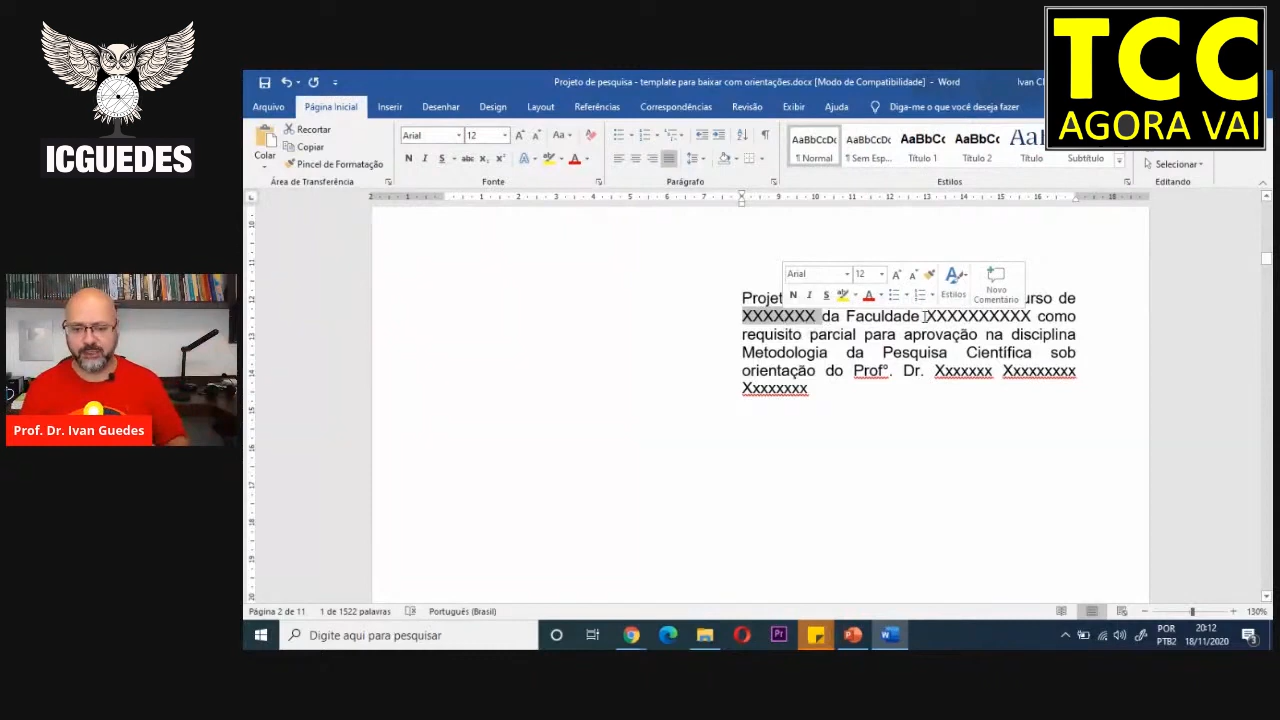 TCC
AGORA VAI
ICGUEDES
Projeto de pesquisa - template para baixar com orientações.docx [Modo de Compatibilidade] - Word
Ivan
Arquivo Página Inicial Inserir Desenhar Design Layout Referências Correspondências Revisão Exibir Ajuda Diga-me o que você deseja fazer
Colar
Recortar
Copiar
Pincel de Formatação
Área de Transferência
Arial 12
Fonte
Parágrafo
AaBbCcDc AaBbCcDc AaBbCc AaBbCc
¶ Normal ¶ Sem Esp... Título 1 Título 2 Título Subtítulo
Estilos
Selecionar
Editando
Arial 12
Estilos
Novo
Comentário
Projet urso de
XXXXXXX da Faculdade XXXXXXXXXX como
requisito parcial para aprovação na disciplina
Metodologia da Pesquisa Científica sob
orientação do Prof°. Dr. Xxxxxxx Xxxxxxxxx
Xxxxxxxx
Prof. Dr. Ivan Guedes
Página 2 de 11 1 de 1522 palavras Português (Brasil) 130%
Digite aqui para pesquisar
POR
PTB2
20:12
18/11/2020